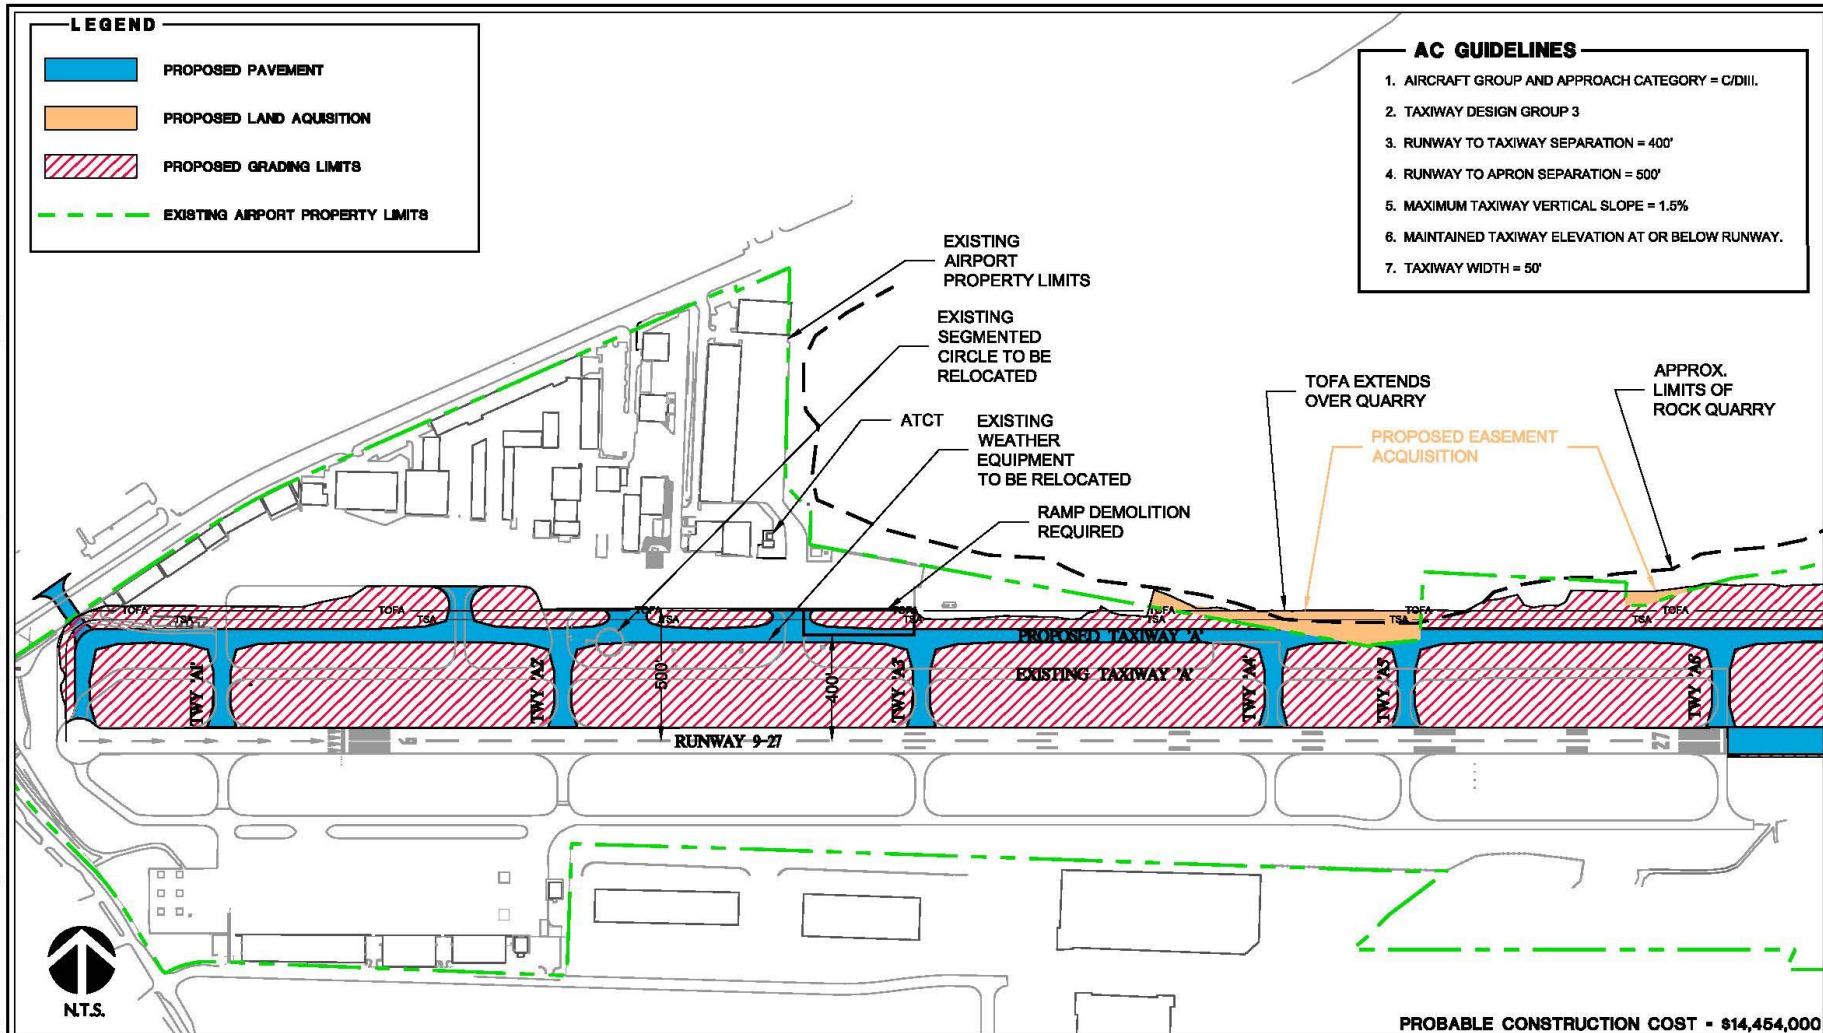 LEGEND
PROPOSED PAVEMENT
PROPOSED LAND AQUISITION
PROPOSED GRADING LIMITS
EXISTING AIRPORT PROPERTY LIMITS
AC GUIDELINES
1. AIRCRAFT GROUP AND APPROACH CATEGORY = C/DIII.
2. TAXIWAY DESIGN GROUP 3
3. RUNWAY TO TAXIWAY SEPARATION = 400'
4. RUNWAY TO APRON SEPARATION = 500'
5. MAXIMUM TAXIWAY VERTICAL SLOPE = 1.5%
6. MAINTAINED TAXIWAY ELEVATION AT OR BELOW RUNWAY.
7. TAXIWAY WIDTH = 50'
EXISTING
AIRPORT
PROPERTY LIMITS
EXISTING
SEGMENTED
CIRCLE TO BE
RELOCATED
ATCT
EXISTING
WEATHER
EQUIPMENT
TO BE RELOCATED
RAMP DEMOLITION
REQUIRED
TOFA EXTENDS
OVER QUARRY
APPROX.
LIMITS OF
ROCK QUARRY
PROPOSED EASEMENT
ACQUISITION
TOFA
TOFA
TOFA
TOFA
TOFA
TOFA
TOFA
TSA
TSA
TSA
TSA
TSA
TSA
TSA
PROPOSED TAXIWAY 'A'
EXISTING TAXIWAY 'A'
TWY 'A1'
TWY 'A2'
500'
400'
TWY 'A3'
TWY 'A4'
TWY 'A5'
TWY 'A6'
9
RUNWAY 9-27
27
N.T.S.
PROBABLE CONSTRUCTION COST - $14,454,000